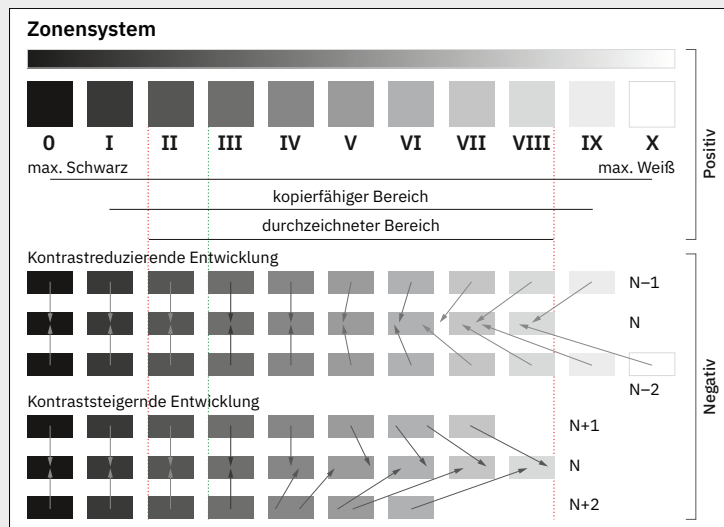 Zonensystem
0 I II III IV V VI VII VIII IX X
max. Schwarz max. Weiß
kopierfähiger Bereich
durchzeichneter Bereich
Positiv
Kontrastreduzierende Entwicklung
N–1
N
N–2
Kontraststeigernde Entwicklung
N+1
N
N+2
Negativ